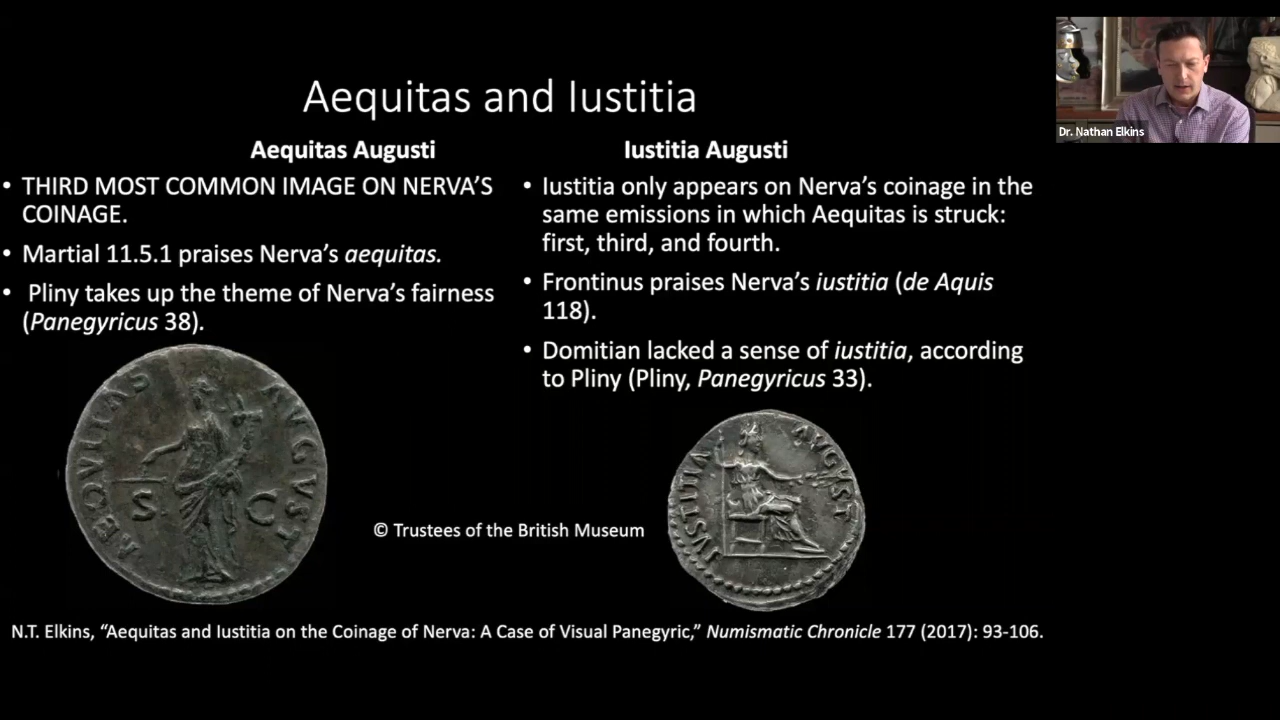 Aequitas and Iustitia
Aequitas Augusti
• THIRD MOST COMMON IMAGE ON NERVA’S
COINAGE.
• Martial 11.5.1 praises Nerva’s aequitas.
• Pliny takes up the theme of Nerva’s fairness
(Panegyricus 38).
Iustitia Augusti
• Iustitia only appears on Nerva’s coinage in the
same emissions in which Aequitas is struck:
first, third, and fourth.
• Frontinus praises Nerva’s iustitia (de Aquis
118).
• Domitian lacked a sense of iustitia, according
to Pliny (Pliny, Panegyricus 33).
AEQVITAS AVGVST
S C
IVSTITIA AVGVST
© Trustees of the British Museum
N.T. Elkins, “Aequitas and Iustitia on the Coinage of Nerva: A Case of Visual Panegyric,” Numismatic Chronicle 177 (2017): 93-106.
Dr. Nathan Elkins